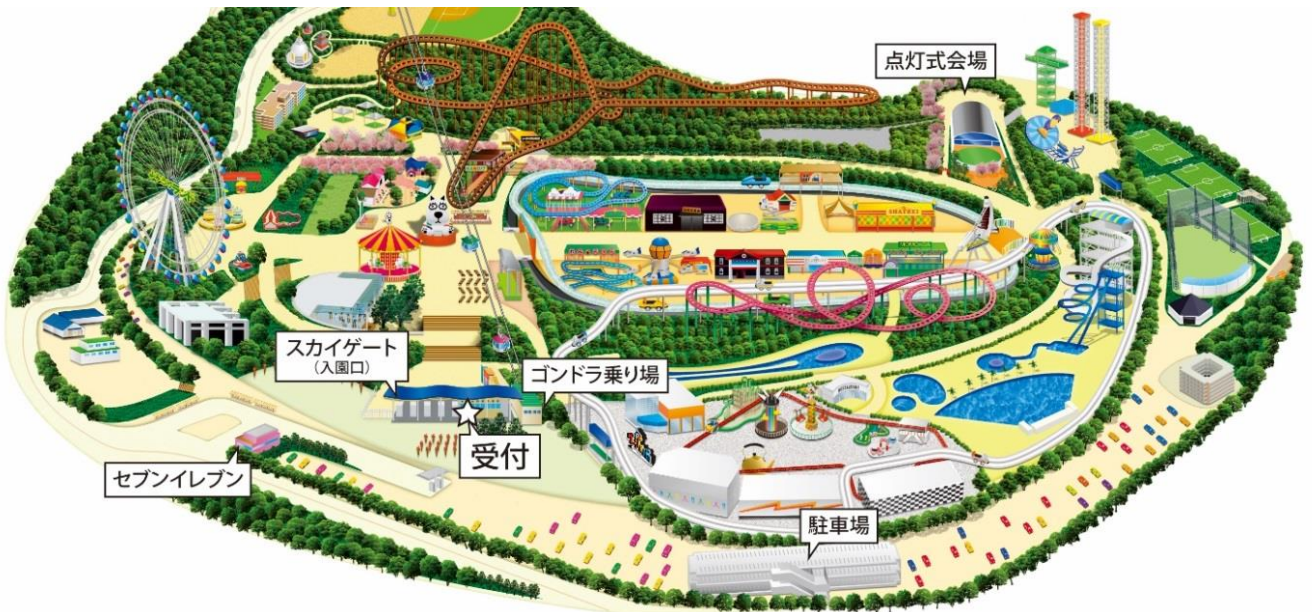 点灯式会場
スカイゲート
(入園口)
ゴンドラ乗り場
受付
セブンイレブン
駐車場